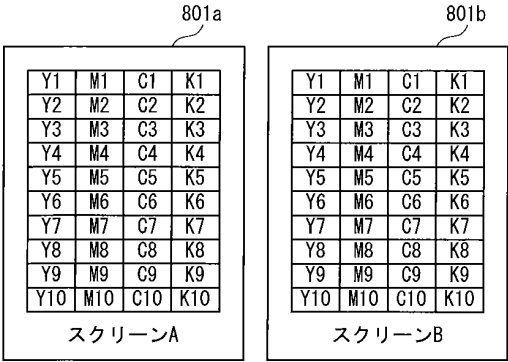 801a 801b
Y1 M1 C1 K1 Y1 M1 C1 K1
Y2 M2 C2 K2 Y2 M2 C2 K2
Y3 M3 C3 K3 Y3 M3 C3 K3
Y4 M4 C4 K4 Y4 M4 C4 K4
Y5 M5 C5 K5 Y5 M5 C5 K5
Y6 M6 C6 K6 Y6 M6 C6 K6
Y7 M7 C7 K7 Y7 M7 C7 K7
Y8 M8 C8 K8 Y8 M8 C8 K8
Y9 M9 C9 K9 Y9 M9 C9 K9
Y10 M10 C10 K10 Y10 M10 C10 K10
スクリーンA スクリーンB